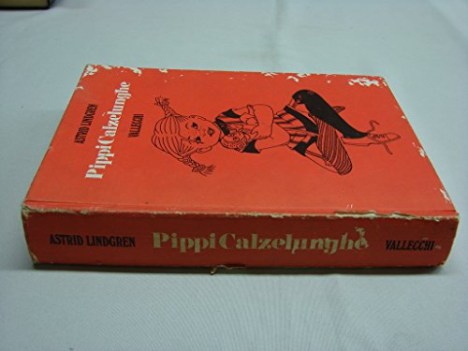 ASTRID LINDGREN
Pippi Calzelunghe
VALLECCHI
ASTRID LINDGREN Pippi Calzelunghe VALLECCHI